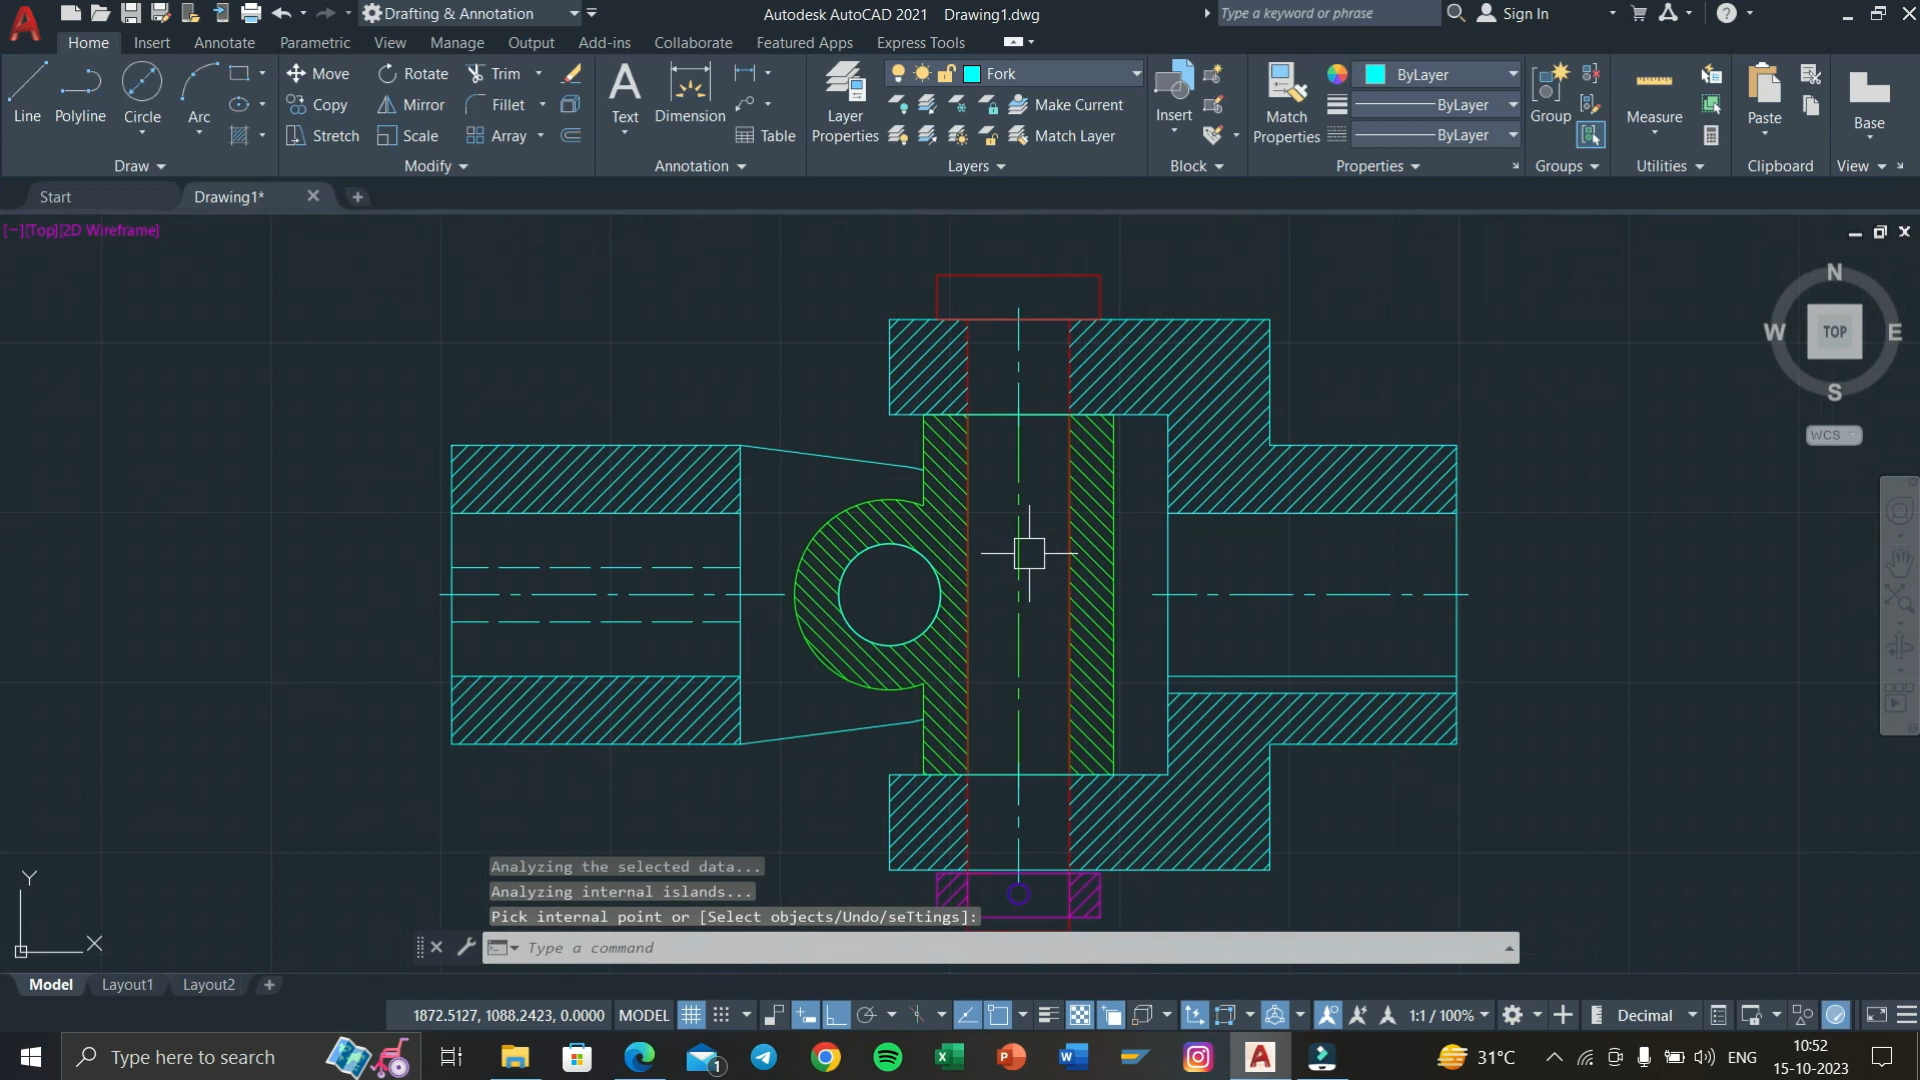 Drafting & Annotation
Autodesk AutoCAD 2021 Drawing1.dwg
Type a keyword or phrase
Sign In
Home Insert Annotate Parametric View Manage Output Add-ins Collaborate Featured Apps Express Tools
Line Polyline Circle Arc
Move Rotate Trim
Copy Mirror Fillet
Stretch Scale Array
Text Dimension Table
Layer Properties
Fork
Make Current
Match Layer
Insert
Match Properties
ByLayer
ByLayer
ByLayer
Group
Measure
Paste
Base
Draw Modify Annotation Layers Block Properties Groups Utilities Clipboard View
Start Drawing1*
[−][Top][2D Wireframe]
N
W TOP E
S
WCS
Y
X
Analyzing the selected data...
Analyzing internal islands...
Pick internal point or [Select objects/Undo/seTtings]:
Type a command
Model Layout1 Layout2
1872.5127, 1088.2423, 0.0000 MODEL 1:1 / 100% Decimal
Type here to search
1
31°C
ENG
10:52
15-10-2023